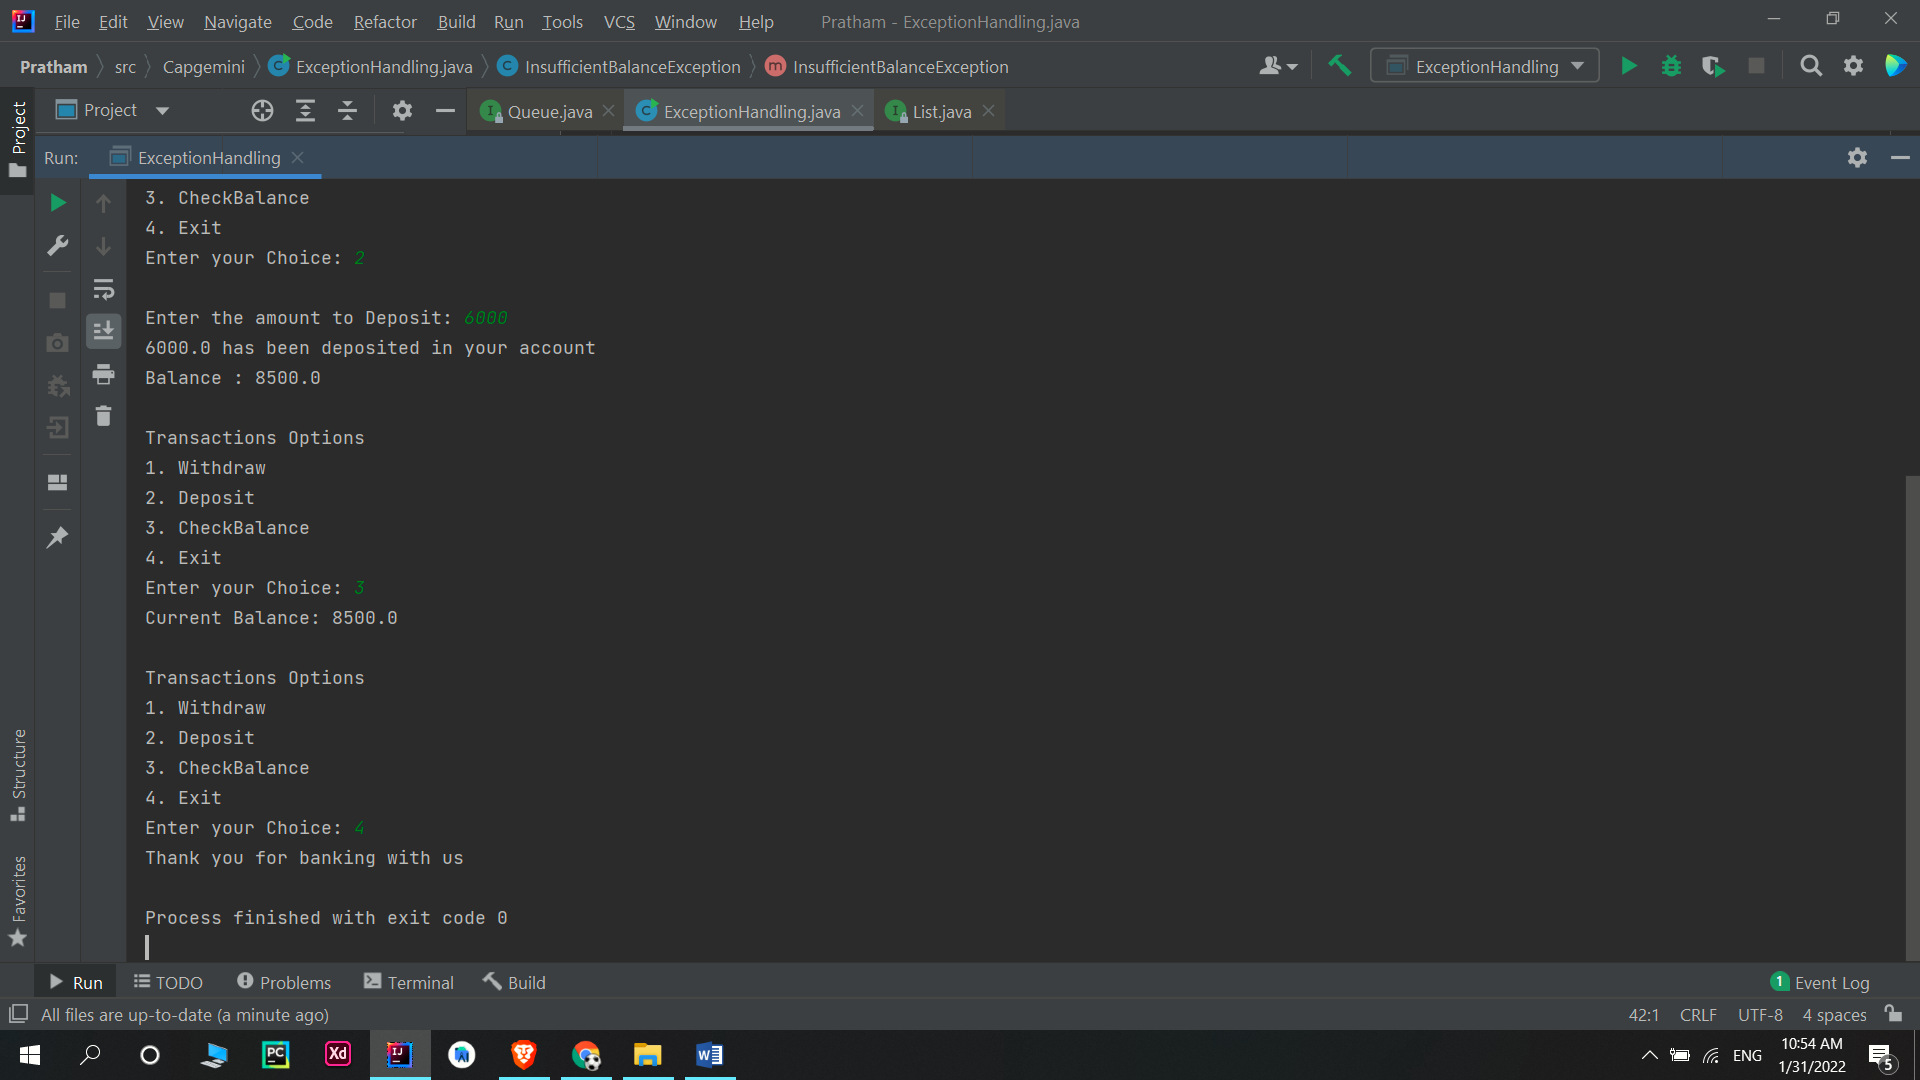 File Edit View Navigate Code Refactor Build Run Tools VCS Window Help Pratham - ExceptionHandling.java
Pratham src Capgemini ExceptionHandling.java InsufficientBalanceException InsufficientBalanceException ExceptionHandling
Project Queue.java ExceptionHandling.java List.java
Project
Run: ExceptionHandling
3. CheckBalance
4. Exit
Enter your Choice: 2
Enter the amount to Deposit: 6000
6000.0 has been deposited in your account
Balance : 8500.0
Transactions Options
1. Withdraw
2. Deposit
3. CheckBalance
4. Exit
Enter your Choice: 3
Current Balance: 8500.0
Transactions Options
1. Withdraw
2. Deposit
3. CheckBalance
4. Exit
Enter your Choice: 4
Thank you for banking with us
Process finished with exit code 0
Structure
Favorites
Run TODO Problems Terminal Build 1 Event Log
All files are up-to-date (a minute ago) 42:1 CRLF UTF-8 4 spaces
PC Xd IJ W ENG 10:54 AM
1/31/2022 5